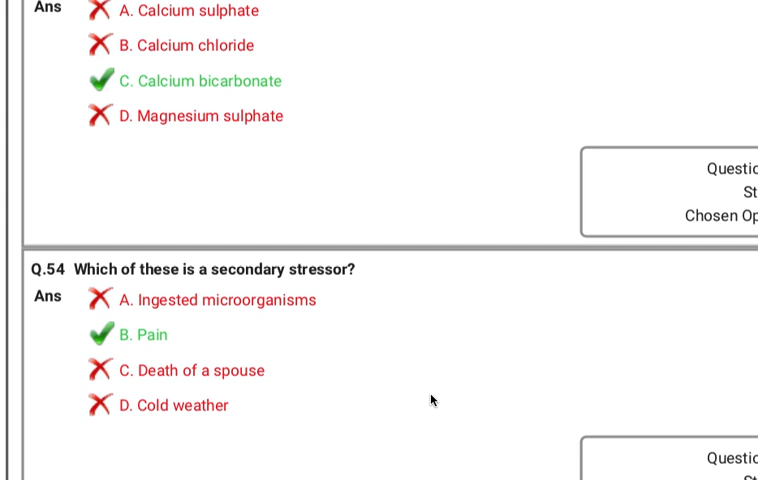 Ans A. Calcium sulphate
B. Calcium chloride
C. Calcium bicarbonate
D. Magnesium sulphate
Chosen
Q.54 Which of these is a secondary stressor?
Ans A. Ingested microorganisms
B. Pain
C. Death of a spouse
D. Cold weather